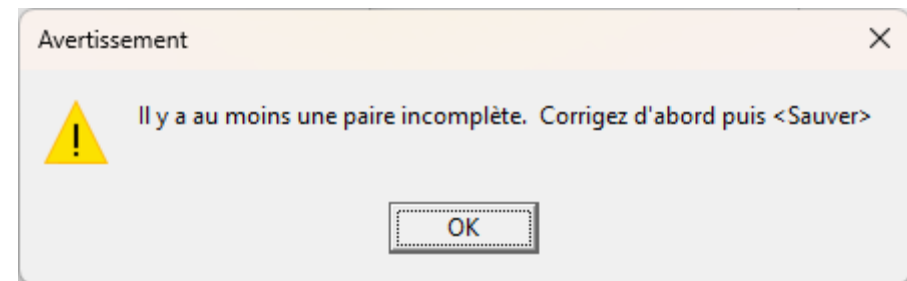 Avertissement
Il y a au moins une paire incomplète.  Corrigez d'abord puis <Sauver>
OK